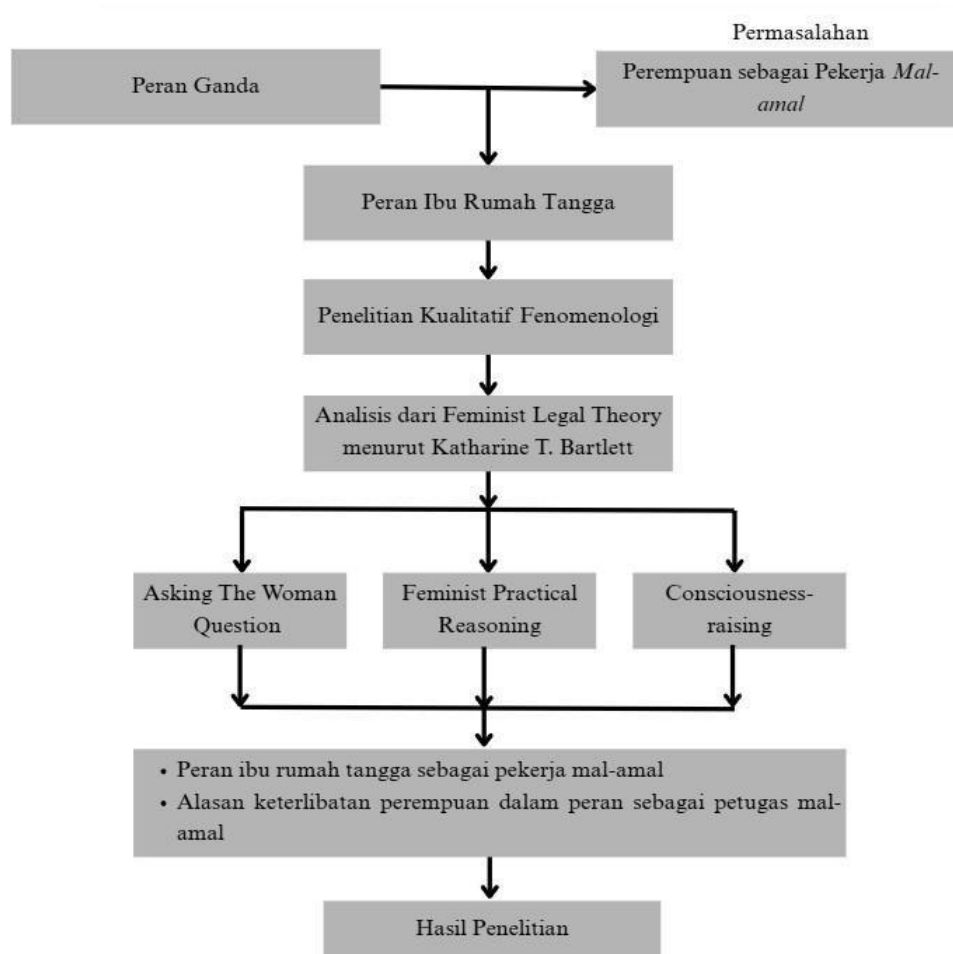 Permasalahan
Peran Ganda
Perempuan sebagai Pekerja Mal-
amal
Peran Ibu Rumah Tangga
Penelitian Kualitatif Fenomenologi
Analisis dari Feminist Legal Theory
menurut Katharine T. Bartlett
Asking The Woman
Question
Feminist Practical
Reasoning
Consciousness-
raising
• Peran ibu rumah tangga sebagai pekerja mal-amal
• Alasan keterlibatan perempuan dalam peran sebagai petugas mal-
amal
Hasil Penelitian